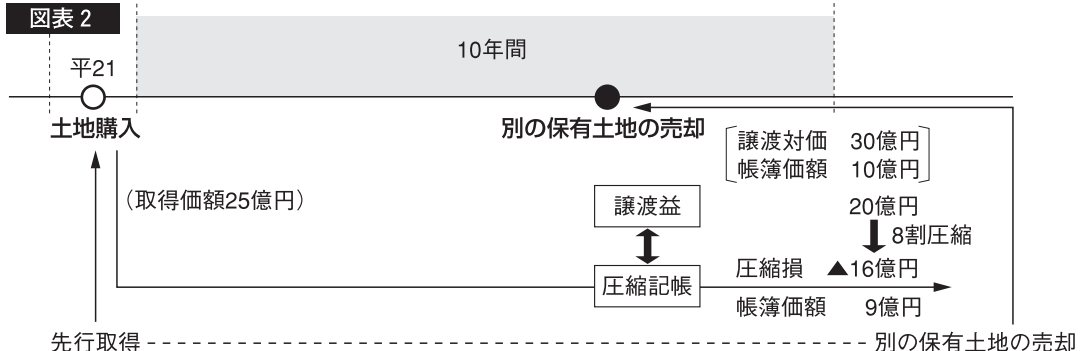 図表2
10年間
平21
土地購入
別の保有土地の売却
譲渡対価 30億円
帳簿価額 10億円
（取得価額25億円）
譲渡益
20億円
8割圧縮
圧縮記帳
圧縮損 ▲16億円
帳簿価額 9億円
先行取得
別の保有土地の売却